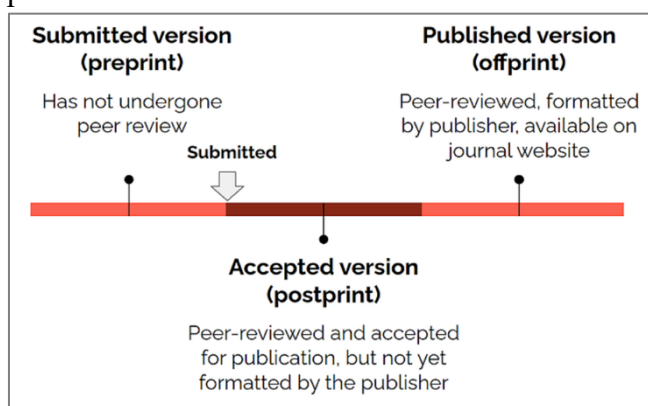 Submitted version
(preprint)
Has not undergone
peer review
Submitted
Published version
(offprint)
Peer-reviewed, formatted
by publisher, available on
journal website
Accepted version
(postprint)
Peer-reviewed and accepted
for publication, but not yet
formatted by the publisher